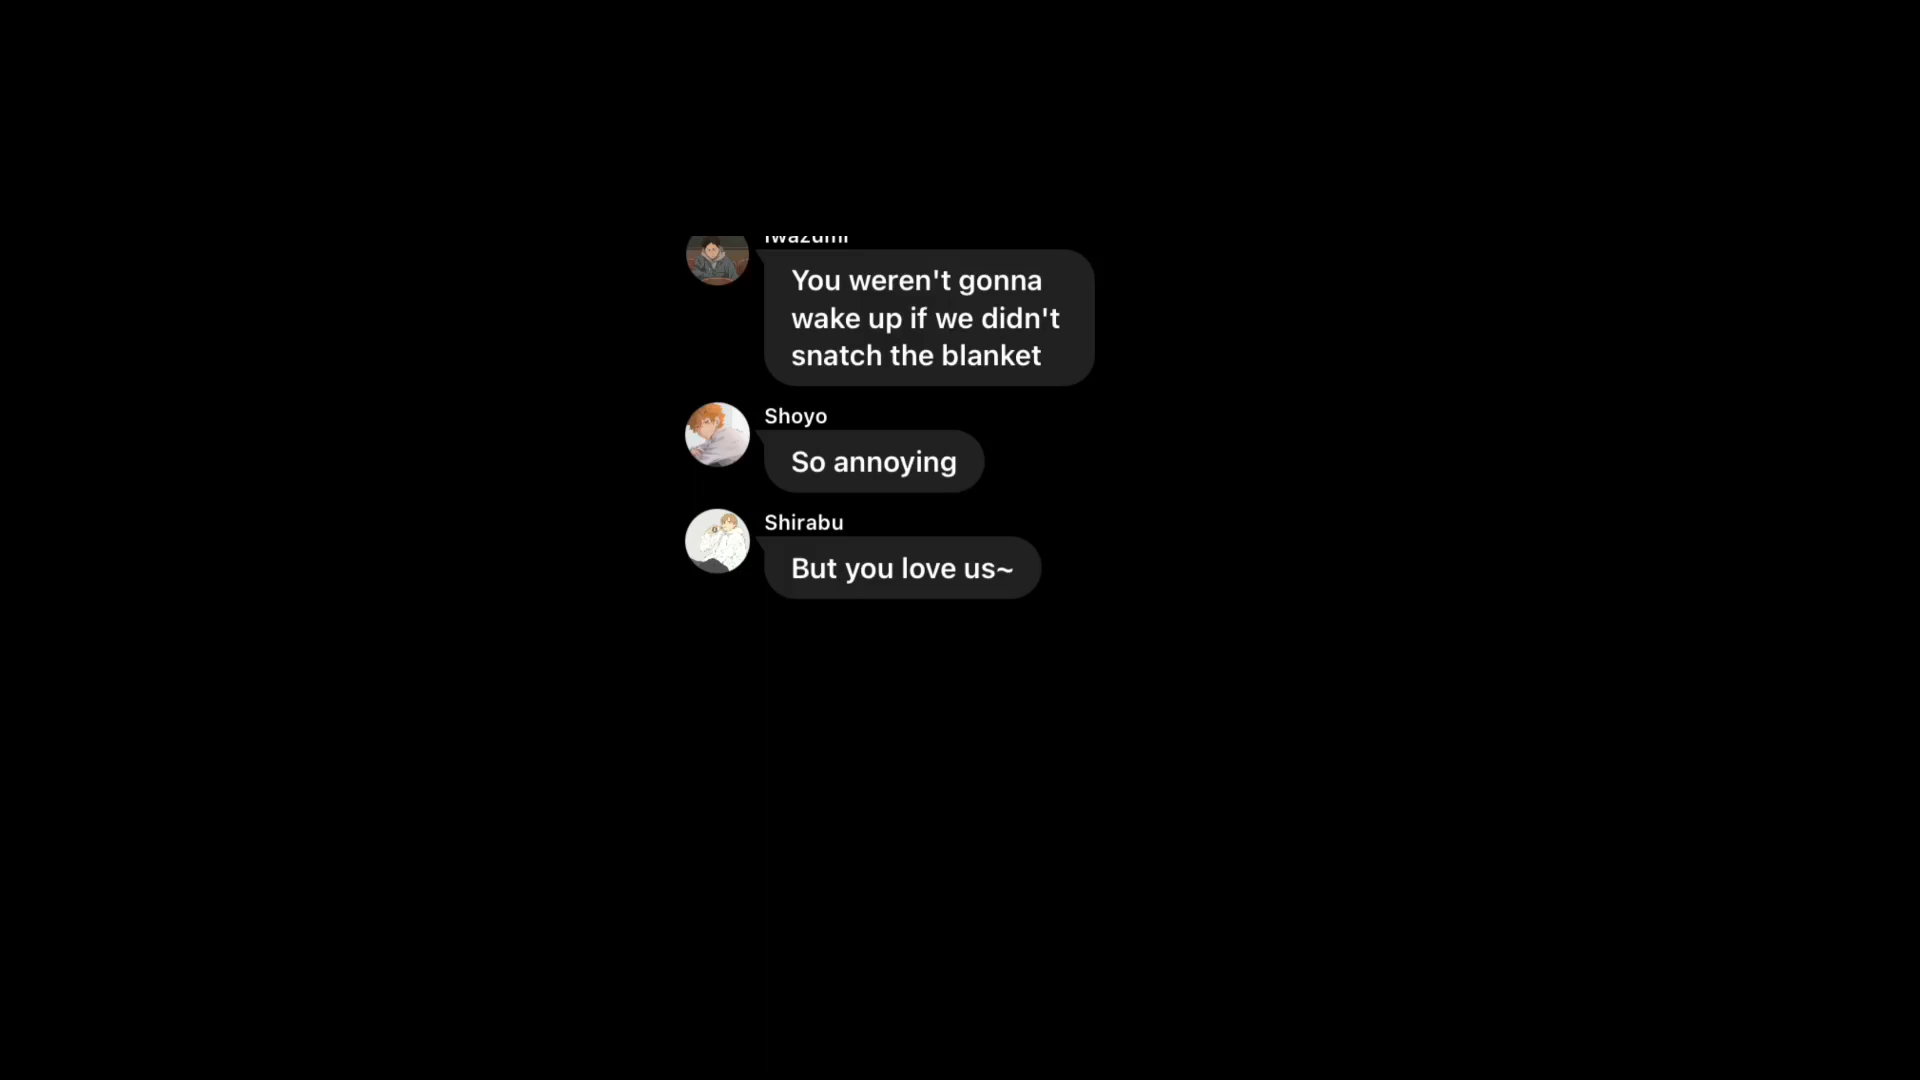 Iwazumi
You weren't gonna
wake up if we didn't
snatch the blanket
Shoyo
So annoying
Shirabu
But you love us~